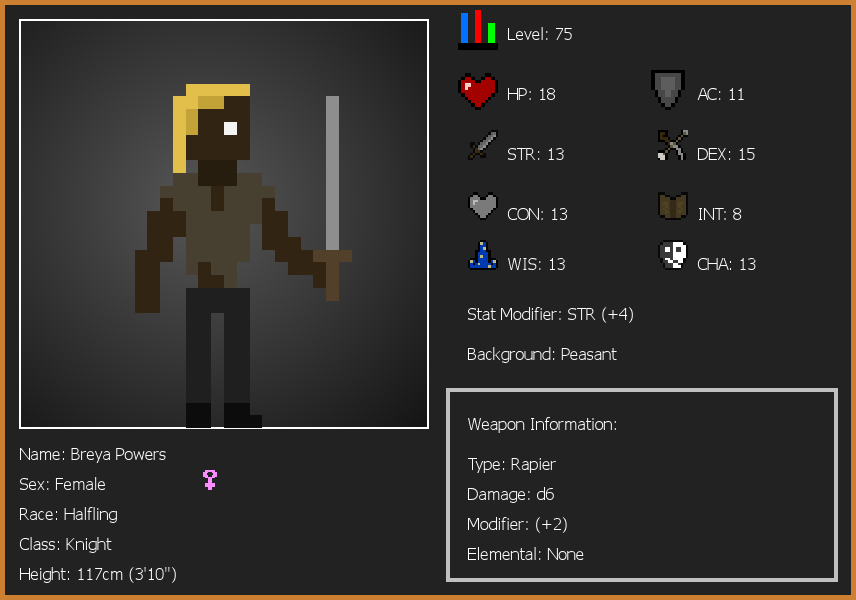 Level: 75
HP: 18
AC: 11
STR: 13
DEX: 15
CON: 13
INT: 8
WIS: 13
CHA: 13
Stat Modifier: STR (+4)
Background: Peasant
Weapon Information:
Type: Rapier
Damage: d6
Modifier: (+2)
Elemental: None
Name: Breya Powers
Sex: Female
Race: Halfling
Class: Knight
Height: 117cm (3'10")